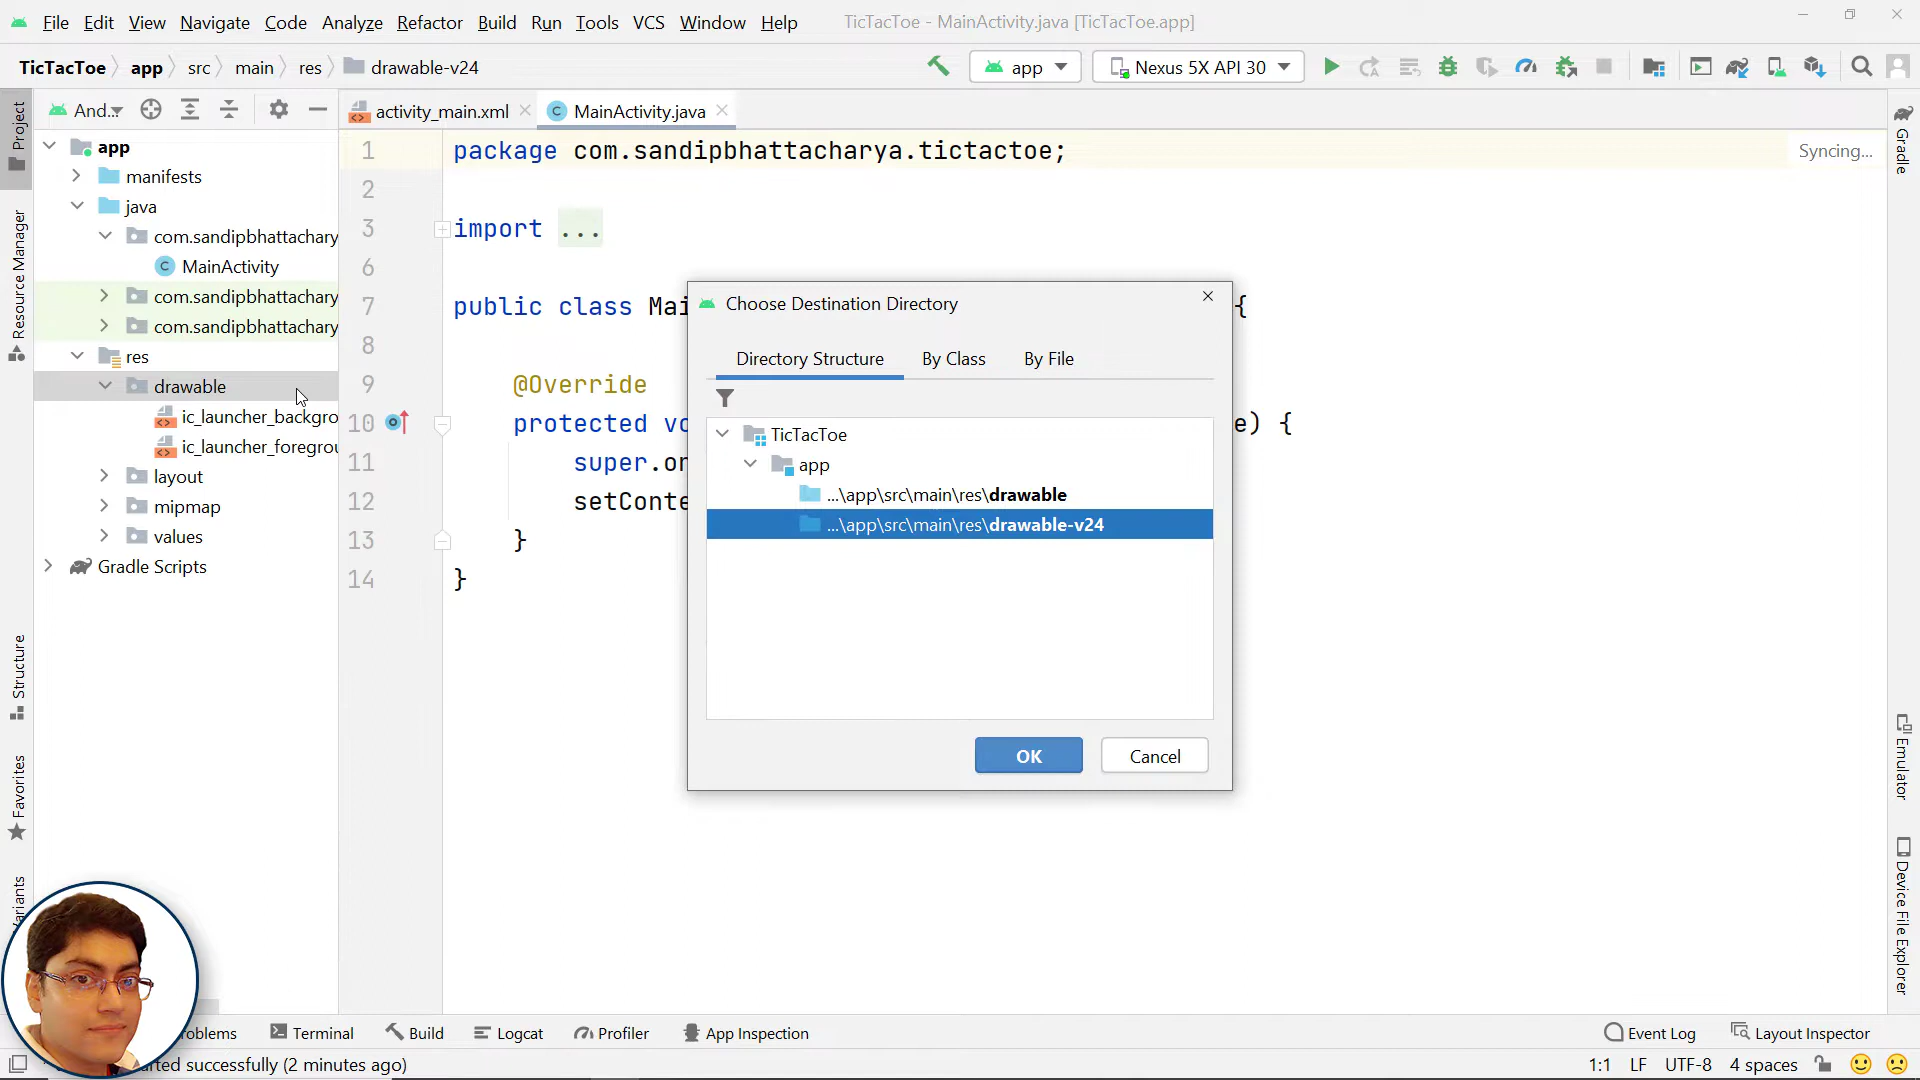 File Edit View Navigate Code Analyze Refactor Build Run Tools VCS Window Help TicTacToe - MainActivity.java [TicTacToe.app]
TicTacToe app src main res drawable-v24 app Nexus 5X API 30
And... activity_main.xml MainActivity.java
Project
Resource Manager
Structure
Favorites
app
manifests
java
com.sandipbhattachary
MainActivity
com.sandipbhattachary
com.sandipbhattachary
res
drawable
ic_launcher_backgro
ic_launcher_foregrou
layout
mipmap
values
Gradle Scripts
1 package com.sandipbhattacharya.tictactoe;
Syncing...
2
3 import ...
6
7 public class Mai {
8
9 @Override
10 protected vo e) {
11 super.on
12 setConte
13 }
14 }
Choose Destination Directory
Directory Structure By Class By File
TicTacToe
app
...\app\src\main\res\drawable
...\app\src\main\res\drawable-v24
OK Cancel
Gradle
Emulator
Device File Explorer
Terminal Build Logcat Profiler App Inspection Event Log Layout Inspector
(2 minutes ago) 1:1 LF UTF-8 4 spaces
successfully